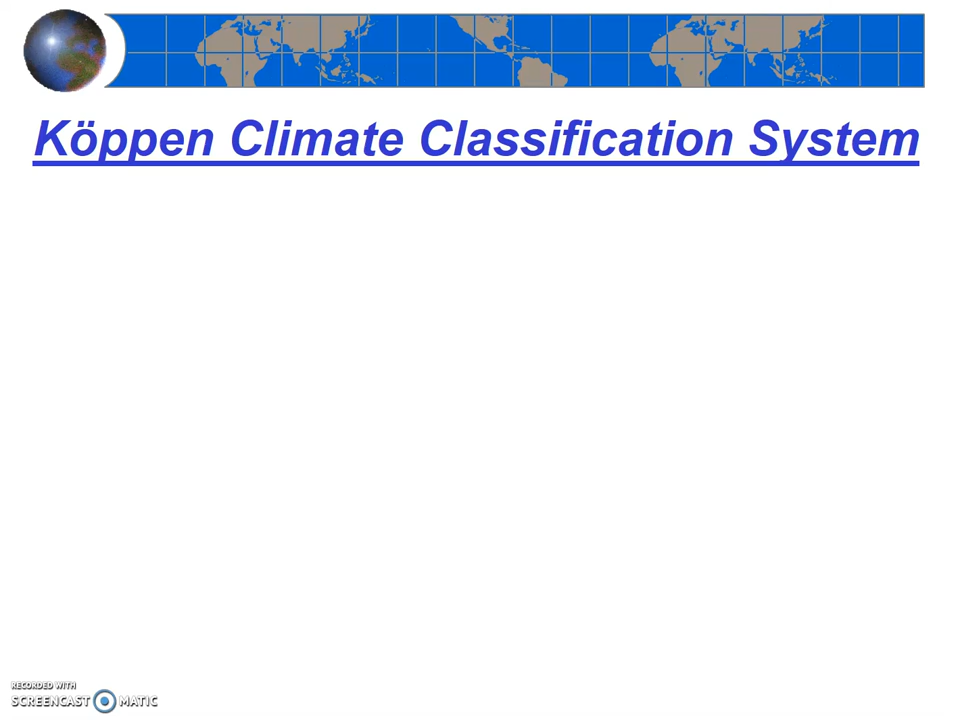 Köppen Climate Classification System
RECORDED WITH
SCREENCAST MATIC